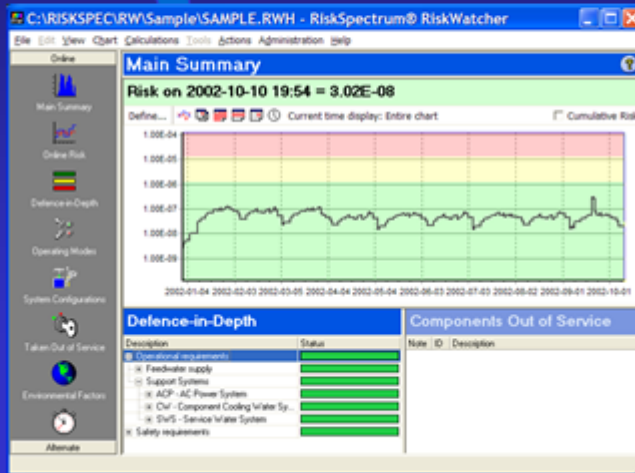 C:\RISKSPEC\RW\Sample\SAMPLE.RWH - RiskSpectrum® RiskWatcher
File Edit View Chart Calculations Tools Actions Administration Help
Online
Main Summary
Risk on 2002-10-10 19:54 = 3.02E-08
Define... Current time display: Entire chart Cumulative Risk
Main Summary
Online Risk
Defence-in-Depth
Operating Modes
System Configurations
Taken Out of Service
Environmental Factors
Alternate
1.00E-04
1.00E-05
1.00E-06
1.00E-07
1.00E-08
1.00E-09
2002-01-04 2002-02-03 2002-03-05 2002-04-04 2002-05-04 2002-06-03 2002-07-03 2002-08-02 2002-09-01 2002-10-01
Defence-in-Depth
Description Status
Operational requirements
Feedwater supply
Support Systems
ACP - AC Power System
CW - Component Cooling Water Sy...
SWS - Service Water System
Safety requirements
Components Out of Service
Note ID Description